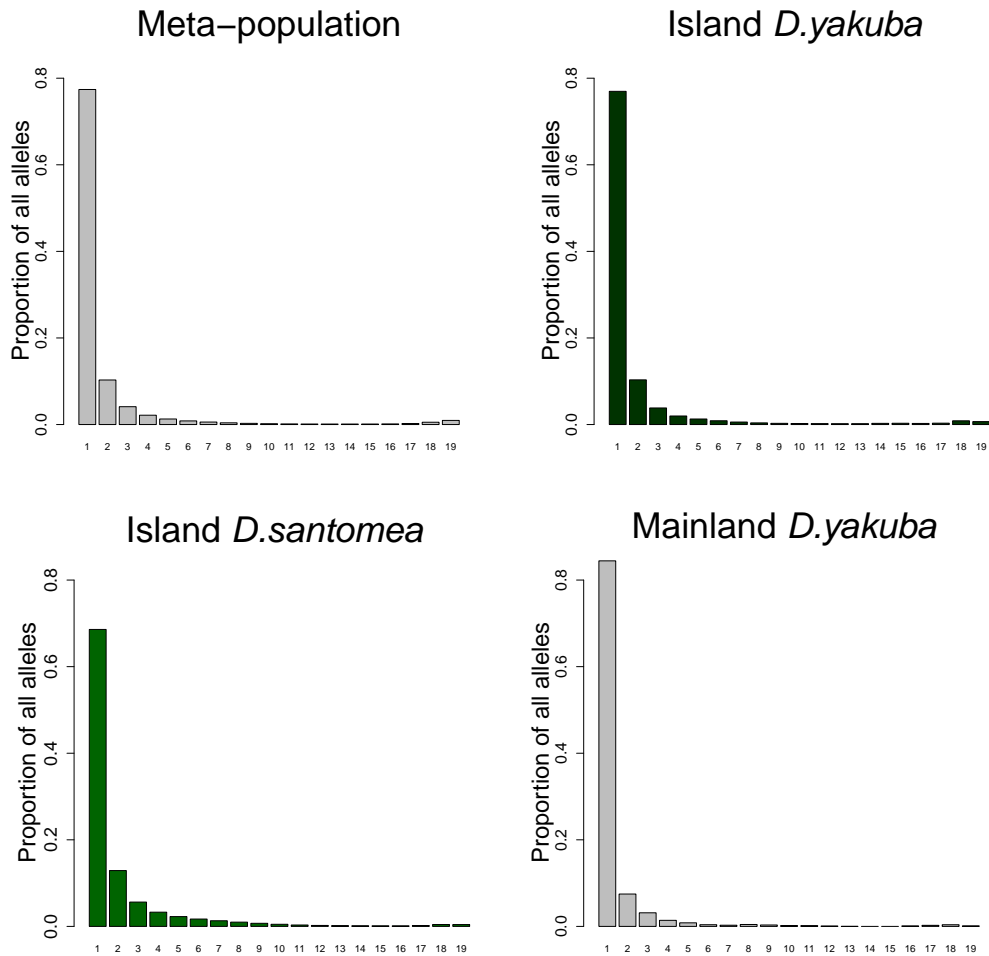 Meta−population
Proportion of all alleles
0.0 0.2 0.4 0.6 0.8
1 2 3 4 5 6 7 8 9 10 11 12 13 14 15 16 17 18 19
Island D.yakuba
Proportion of all alleles
0.0 0.2 0.4 0.6 0.8
1 2 3 4 5 6 7 8 9 10 11 12 13 14 15 16 17 18 19
Island D.santomea
Proportion of all alleles
0.0 0.2 0.4 0.6 0.8
1 2 3 4 5 6 7 8 9 10 11 12 13 14 15 16 17 18 19
Mainland D.yakuba
Proportion of all alleles
0.0 0.2 0.4 0.6 0.8
1 2 3 4 5 6 7 8 9 10 11 12 13 14 15 16 17 18 19